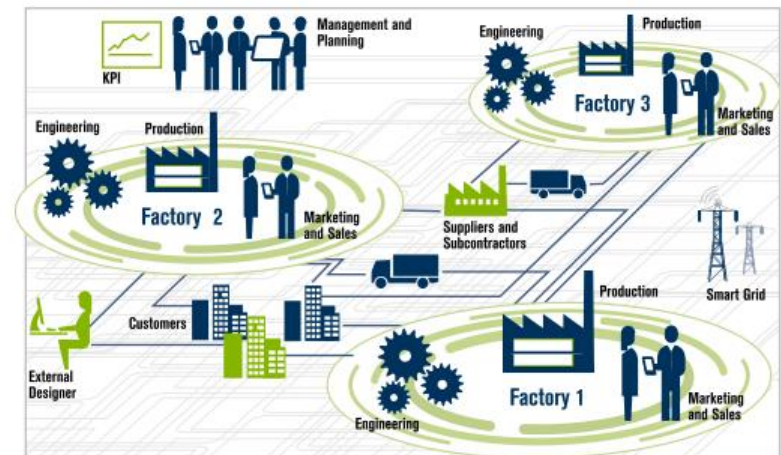 Management and
Planning
KPI
Engineering
Production
Factory 3
Marketing
and Sales
Engineering
Production
Factory 2
Marketing
and Sales
Suppliers and
Subcontractors
Smart Grid
Customers
External
Designer
Production
Factory 1
Engineering
Marketing
and Sales